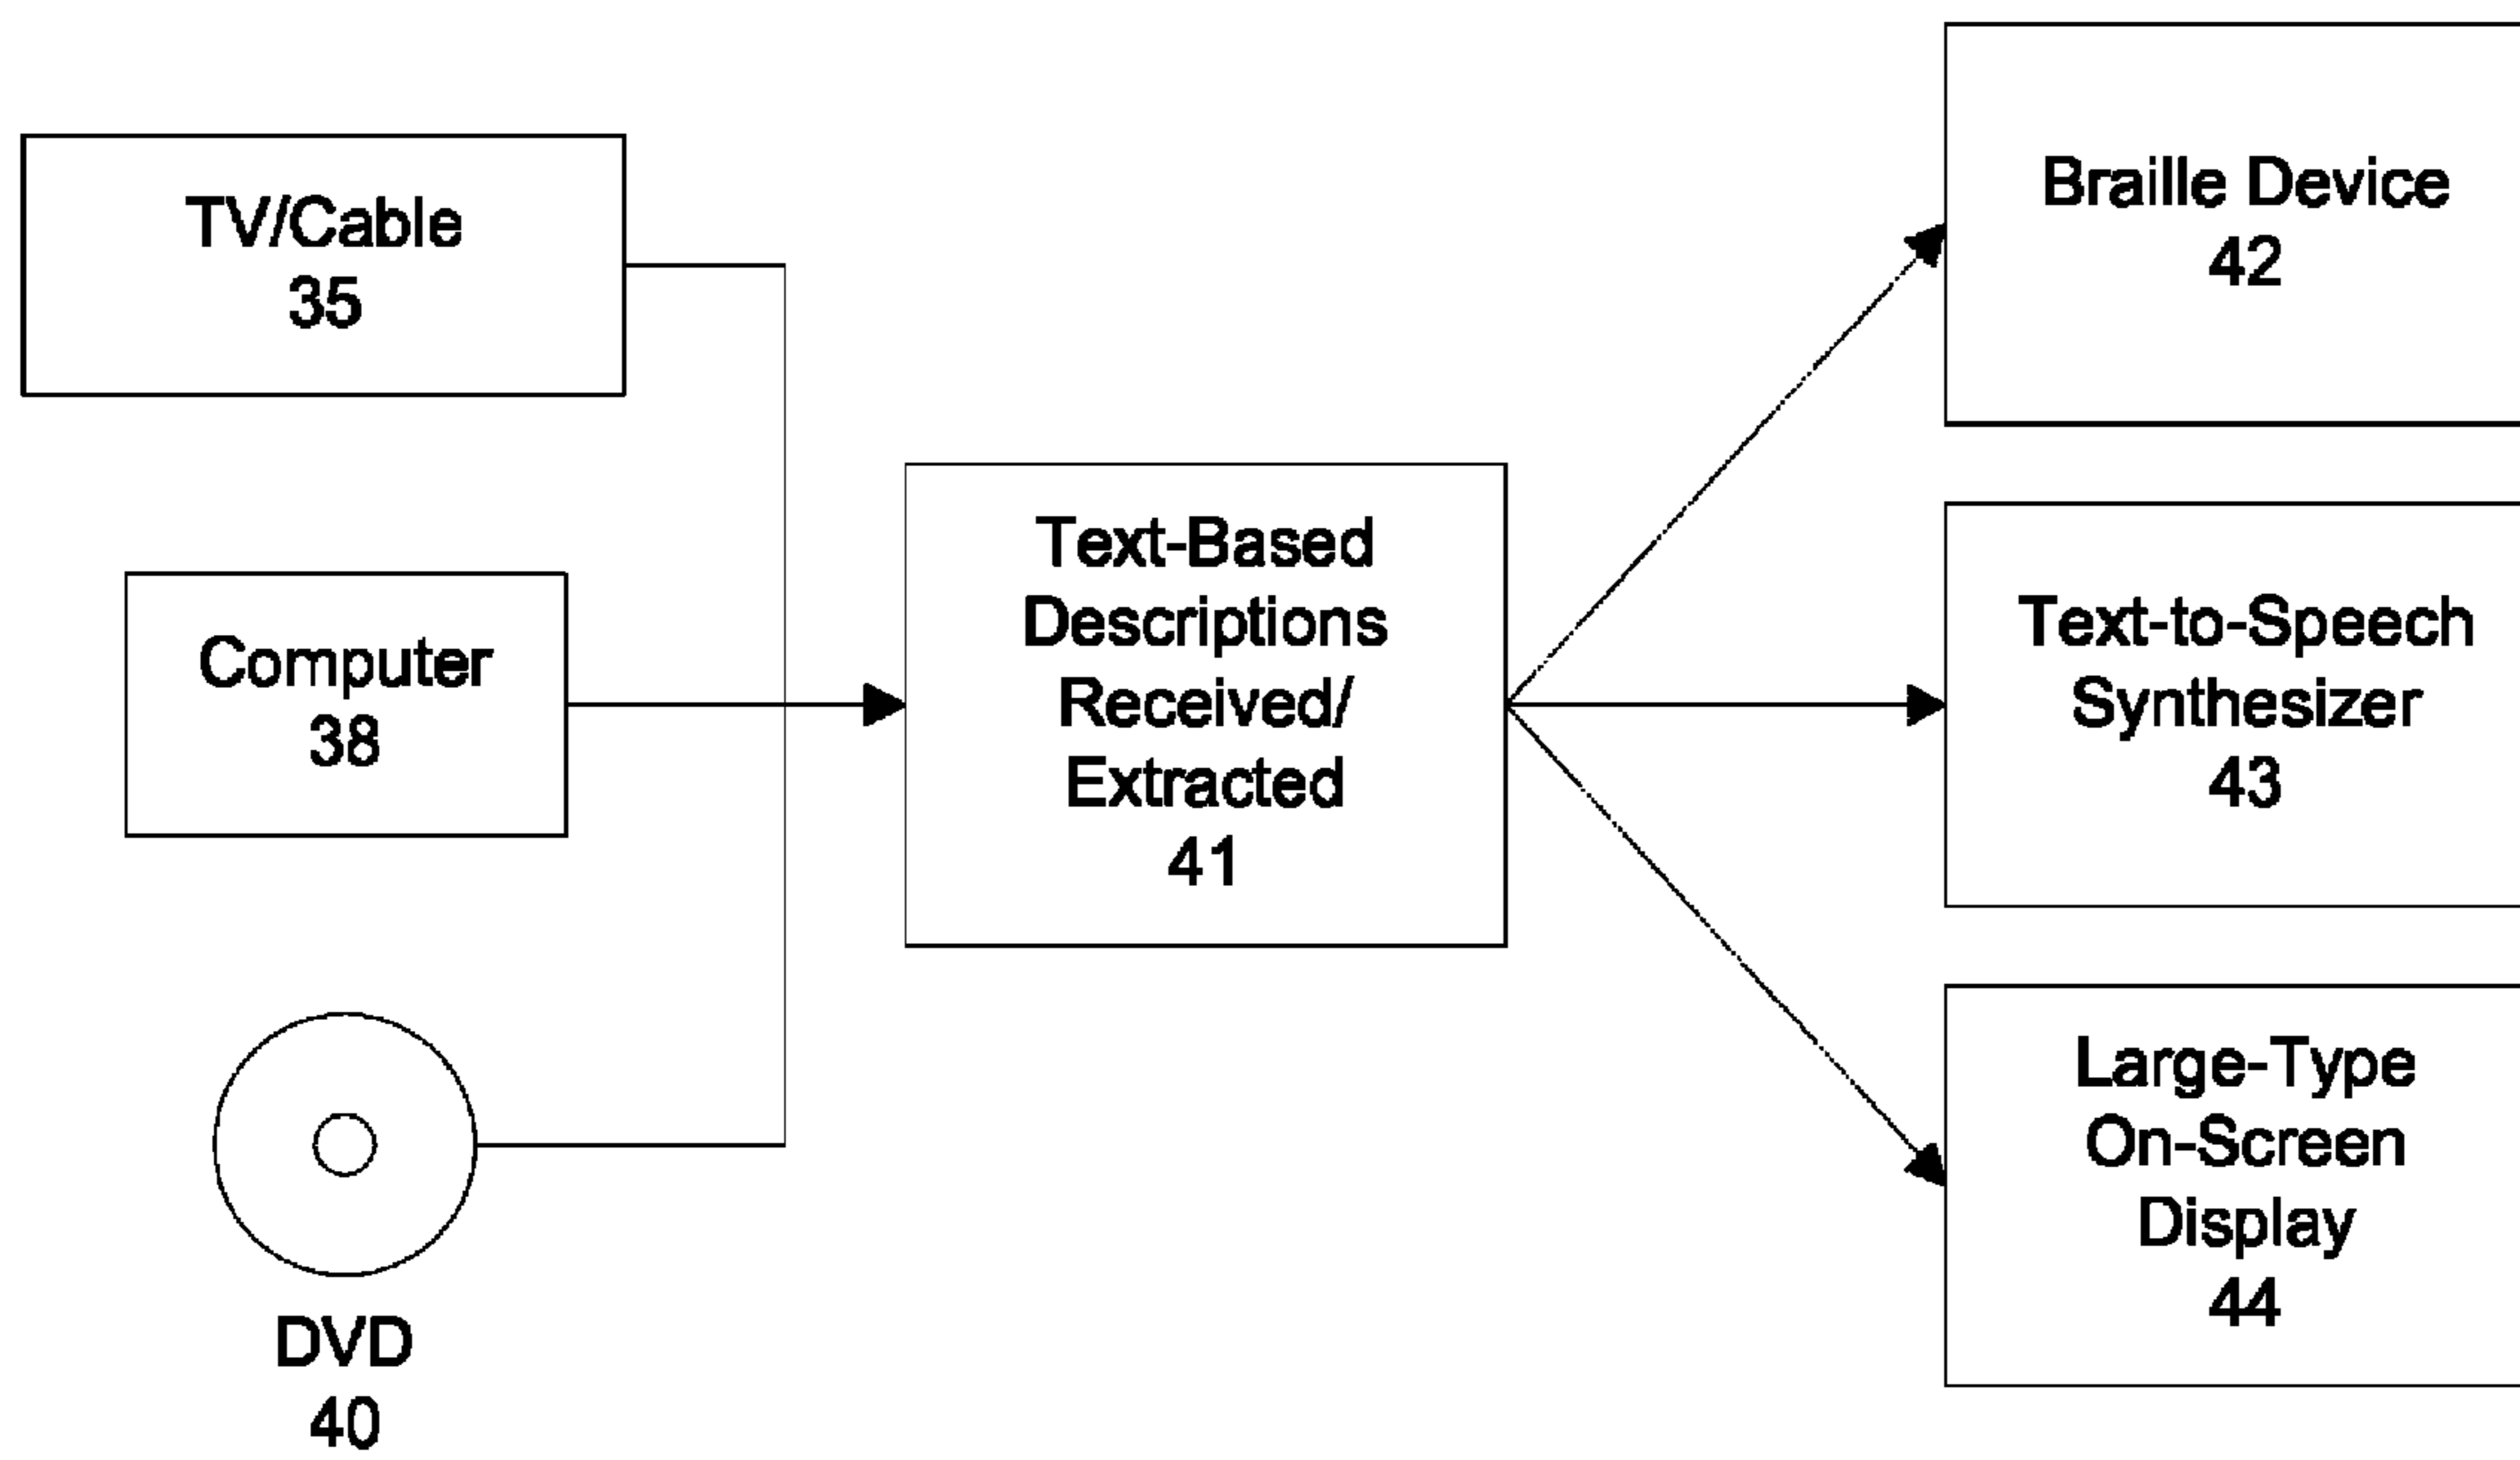 TV/Cable
35
Computer
38
DVD
40
Text-Based
Descriptions
Received/
Extracted
41
Braille Device
42
Text-to-Speech
Synthesizer
43
Large-Type
On-Screen
Display
44